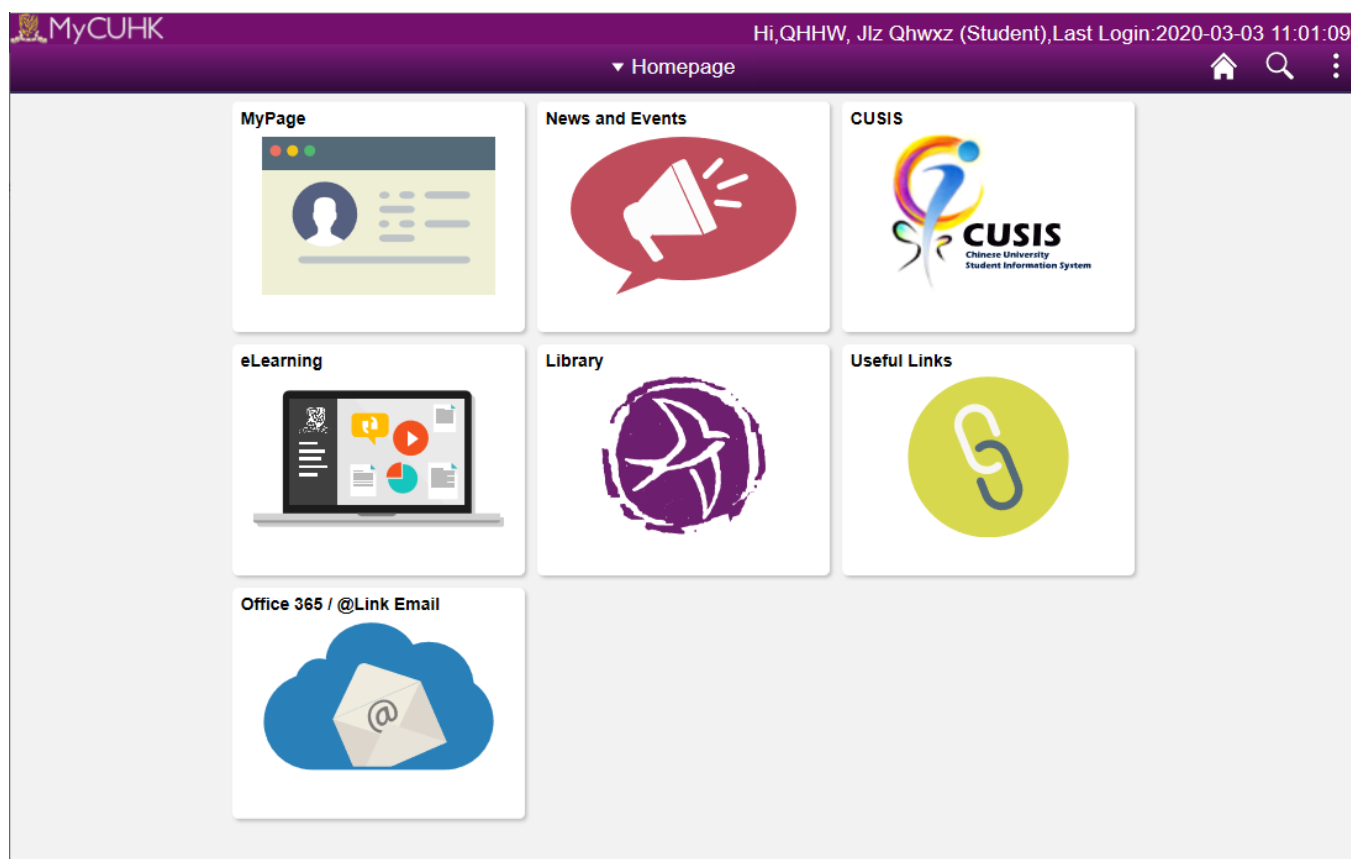 MyCUHK
Hi,QHHW, Jlz Qhwxz (Student),Last Login:2020-03-03 11:01:09
Homepage
MyPage
News and Events
CUSIS
CUSIS
Chinese University
Student Information System
eLearning
Library
Useful Links
Office 365 / @Link Email
@